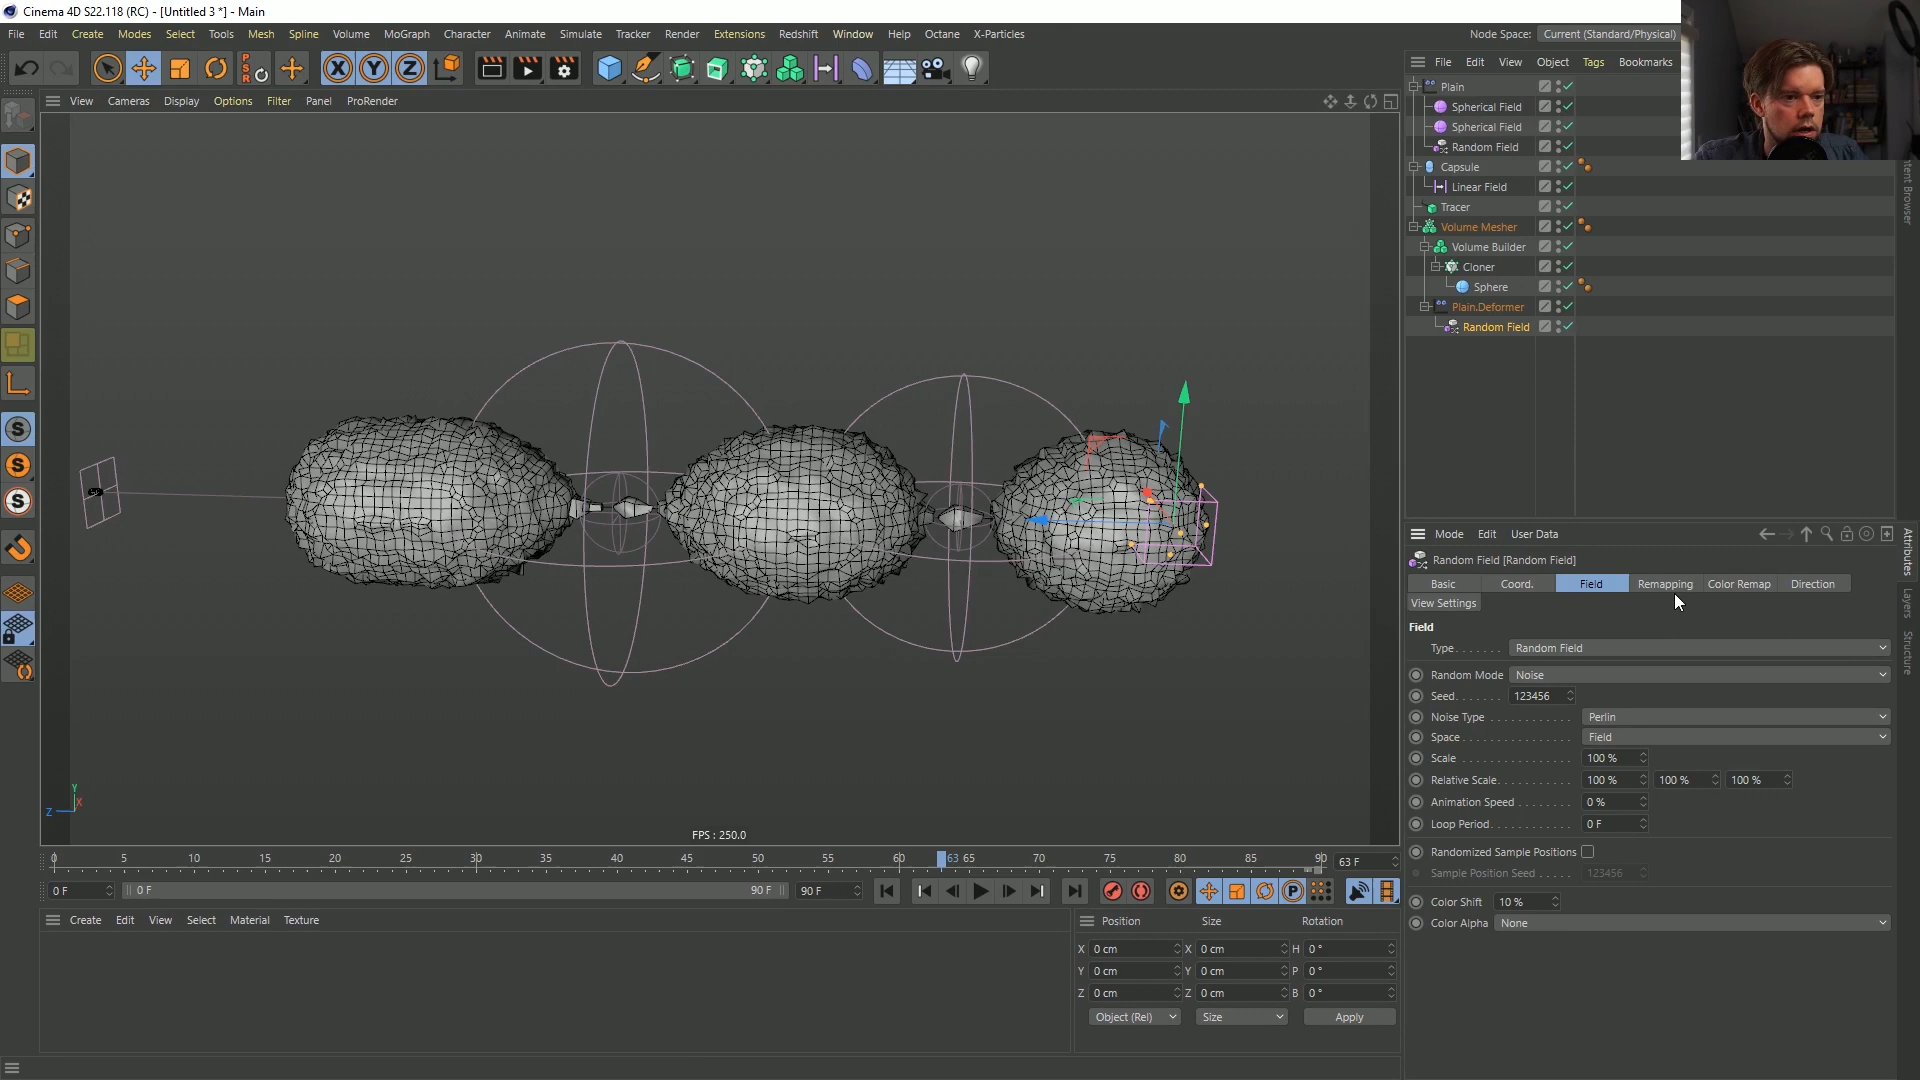 Cinema 4D S22.118 (RC) - [Untitled 3 *] - Main
File Edit Create Modes Select Tools Mesh Spline Volume MoGraph Character Animate Simulate Tracker Render Extensions Redshift Window Help Octane X-Particles
Node Space: Current (Standard/Physical)
File Edit View Object Tags Bookmarks
View Cameras Display Options Filter Panel ProRender
Plain
Spherical Field
Spherical Field
Random Field
Capsule
Linear Field
Tracer
Volume Mesher
Volume Builder
Cloner
Sphere
Plain.Deformer
Random Field
Mode Edit User Data
Random Field [Random Field]
Basic Coord. Field Remapping Color Remap Direction
View Settings
Field
Type Random Field
Random Mode Noise
Seed 123456
Noise Type Perlin
Space Field
Scale 100 %
Relative Scale 100 % 100 % 100 %
Animation Speed 0 %
Loop Period 0 F
Randomized Sample Positions
Sample Position Seed 123456
Color Shift 10 %
Color Alpha None
Attributes
Layers
Structure
Y
X
Z
FPS : 250.0
0 5 10 15 20 25 30 35 40 45 50 55 60 63 65 70 75 80 85 90 63 F
0 F 0 F 90 F 90 F
Create Edit View Select Material Texture
Position Size Rotation
X 0 cm X 0 cm H 0 °
Y 0 cm Y 0 cm P 0 °
Z 0 cm Z 0 cm B 0 °
Object (Rel) Size Apply